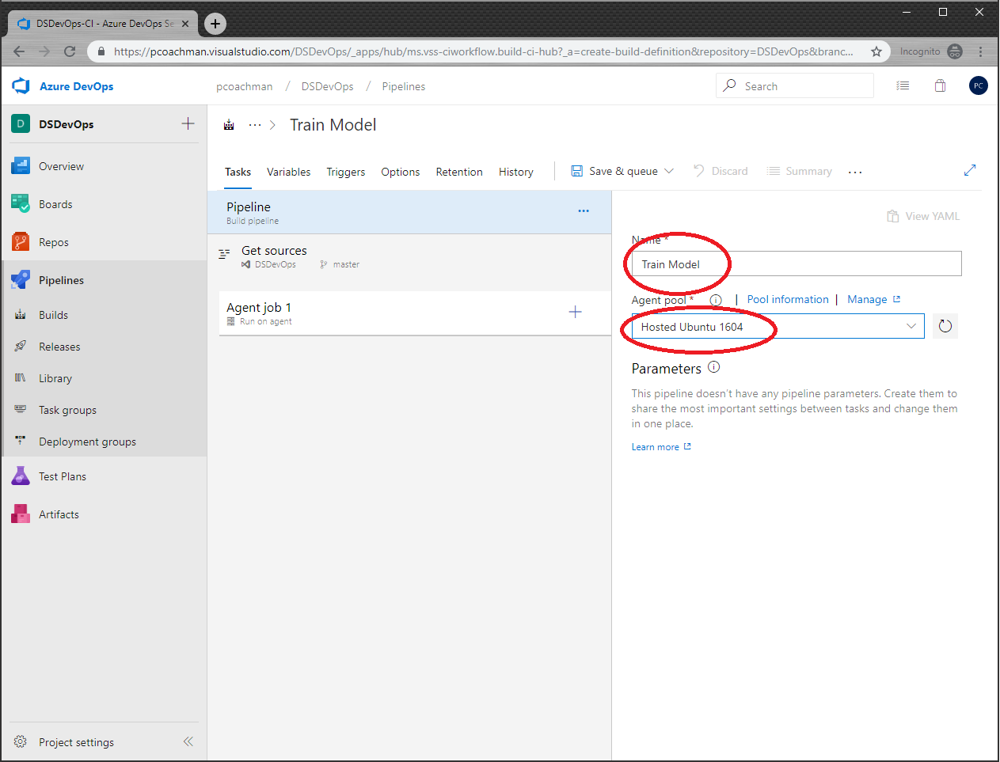 DSDevOps-CI - Azure DevOps Se
https://pcoachman.visualstudio.com/DSDevOps/_apps/hub/ms.vss-ciworkflow.build-ci-hub?_a=create-build-definition&repository=DSDevOps&branc...
Incognito
Azure DevOps
pcoachman / DSDevOps / Pipelines
Search
PC
D DSDevOps
Overview
Boards
Repos
Pipelines
Builds
Releases
Library
Task groups
Deployment groups
Test Plans
Artifacts
Project settings
... > Train Model
Tasks Variables Triggers Options Retention History
Save & queue Discard Summary ...
Pipeline
Build pipeline
...
Get sources
DSDevOps master
Agent job 1
Run on agent
View YAML
Name *
Train Model
Agent pool * | Pool information | Manage
Hosted Ubuntu 1604
Parameters
This pipeline doesn't have any pipeline parameters. Create them to
share the most important settings between tasks and change them
in one place.
Learn more